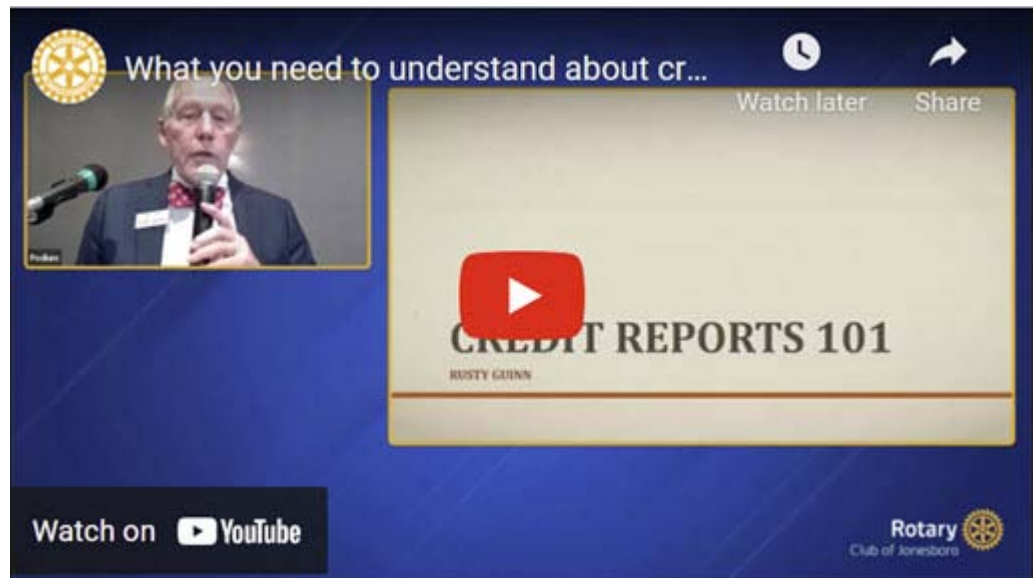 What you need to understand about cr...
Watch later
Share
Podium
CREDIT REPORTS 101
RUSTY GUINN
Watch on YouTube
Rotary
Club of Jonesboro